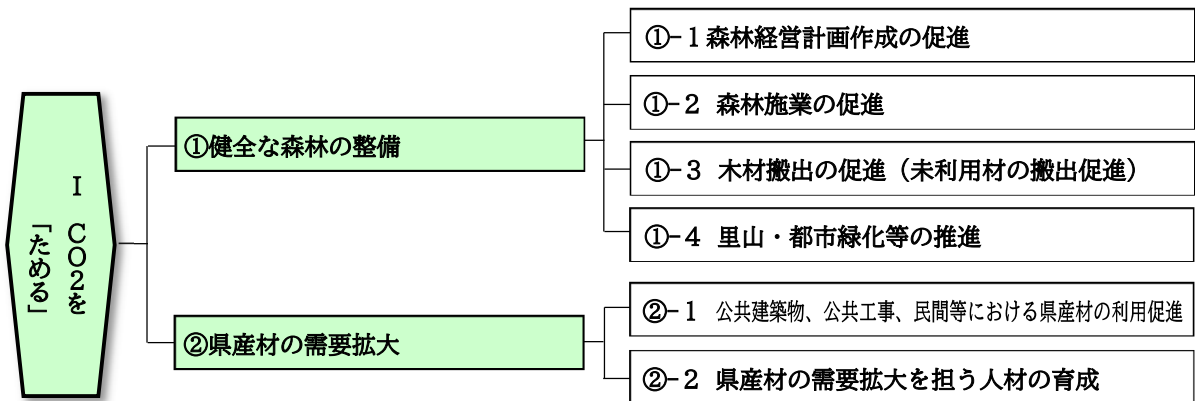 Ⅰ CO2を
「ためる」
①健全な森林の整備
①-1森林経営計画作成の促進
①-2 森林施業の促進
①-3 木材搬出の促進（未利用材の搬出促進）
①-4 里山・都市緑化等の推進
②県産材の需要拡大
②-1 公共建築物、公共工事、民間等における県産材の利用促進
②-2 県産材の需要拡大を担う人材の育成